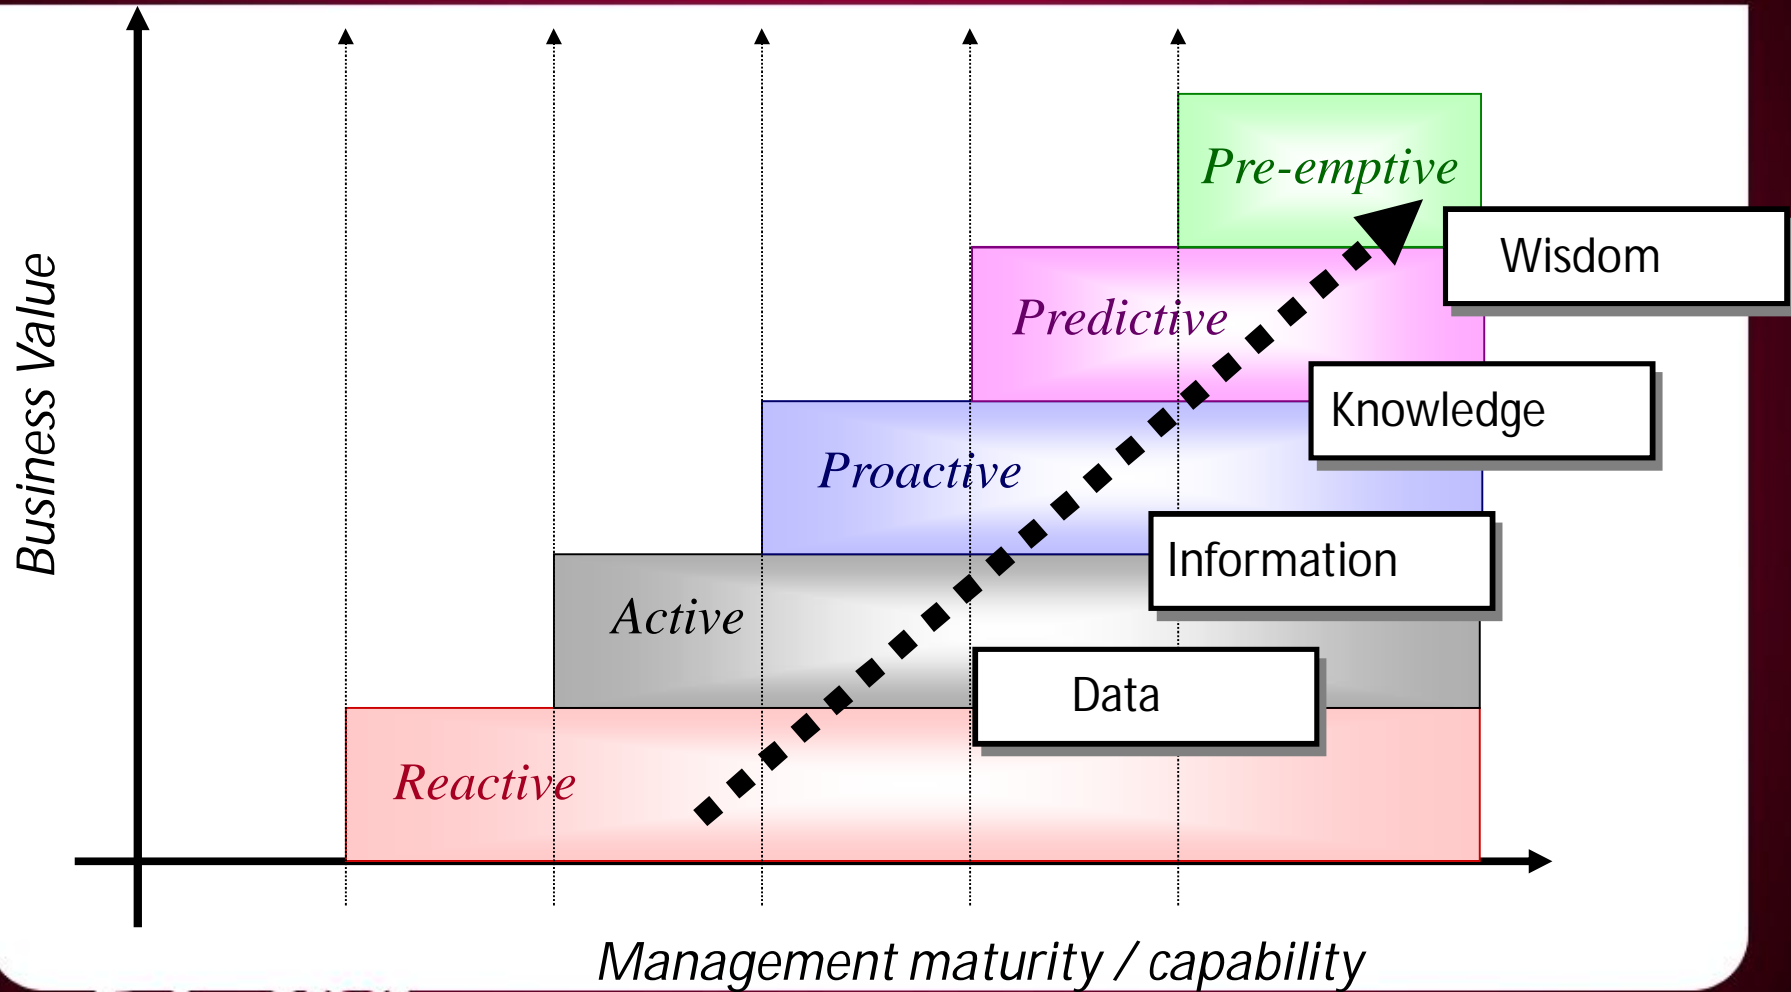 Business Value
Pre-emptive
Wisdom
Predictive
Knowledge
Proactive
Information
Active
Data
Reactive
Management maturity / capability